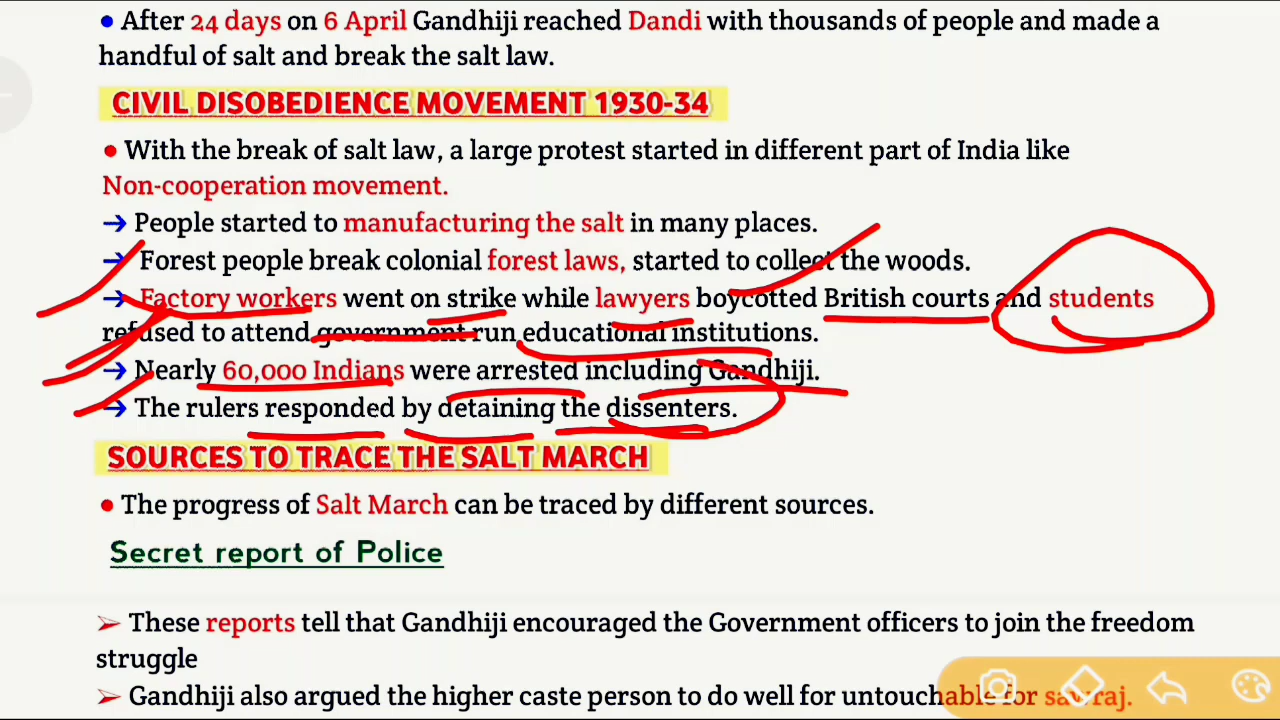 ● After 24 days on 6 April Gandhiji reached Dandi with thousands of people and made a
handful of salt and break the salt law.
CIVIL DISOBEDIENCE MOVEMENT 1930-34
● With the break of salt law, a large protest started in different part of India like
Non-cooperation movement.
→ People started to manufacturing the salt in many places.
→ Forest people break colonial forest laws, started to collect the woods.
→ Factory workers went on strike while lawyers boycotted British courts and students
refused to attend government run educational institutions.
→ Nearly 60,000 Indians were arrested including Gandhiji.
→ The rulers responded by detaining the dissenters.
SOURCES TO TRACE THE SALT MARCH
● The progress of Salt March can be traced by different sources.
Secret report of Police
➢ These reports tell that Gandhiji encouraged the Government officers to join the freedom
struggle
➢ Gandhiji also argued the higher caste person to do well for untouchable for sawraj.